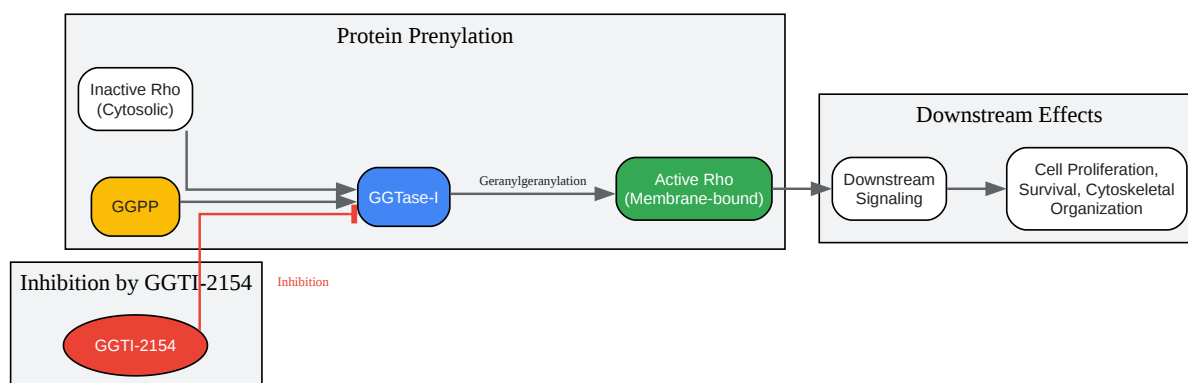 Protein Prenylation
Inactive Rho
(Cytosolic)
GGPP
GGTase-I
Geranylgeranylation
Active Rho
(Membrane-bound)
Downstream Effects
Downstream
Signaling
Cell Proliferation,
Survival, Cytoskeletal
Organization
Inhibition by GGTI-2154
Inhibition
GGTI-2154